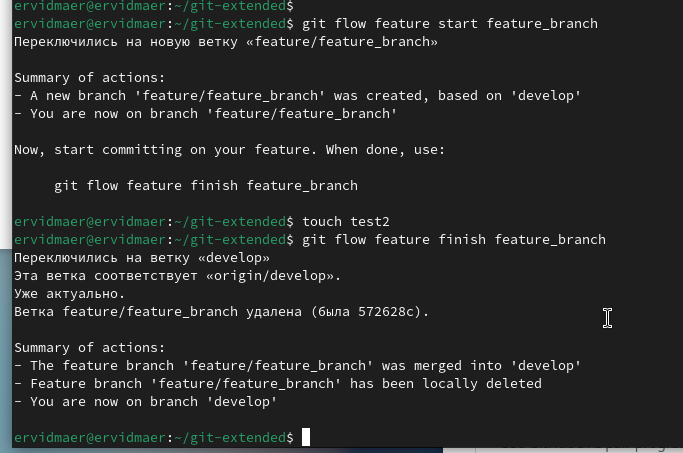 ervidmaer@ervidmaer:~/git-extended$
ervidmaer@ervidmaer:~/git-extended$ git flow feature start feature_branch
Переключились на новую ветку «feature/feature_branch»
Summary of actions:
- A new branch 'feature/feature_branch' was created, based on 'develop'
- You are now on branch 'feature/feature_branch'
Now, start committing on your feature. When done, use:
git flow feature finish feature_branch
ervidmaer@ervidmaer:~/git-extended$ touch test2
ervidmaer@ervidmaer:~/git-extended$ git flow feature finish feature_branch
Переключились на ветку «develop»
Эта ветка соответствует «origin/develop».
Уже актуально.
Ветка feature/feature_branch удалена (была 572628c).
Summary of actions:
- The feature branch 'feature/feature_branch' was merged into 'develop'
- Feature branch 'feature/feature_branch' has been locally deleted
- You are now on branch 'develop'
ervidmaer@ervidmaer:~/git-extended$